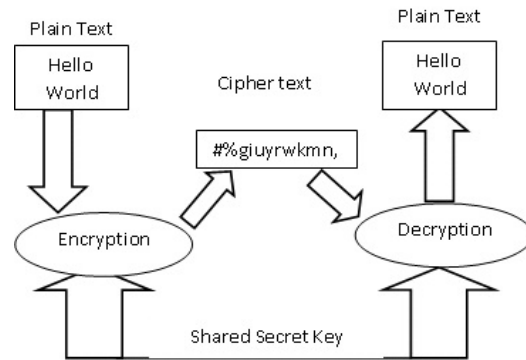 Plain Text
Hello
World
Encryption
Cipher text
#%giuyrwkmn,
Plain Text
Hello
World
Decryption
Shared Secret Key